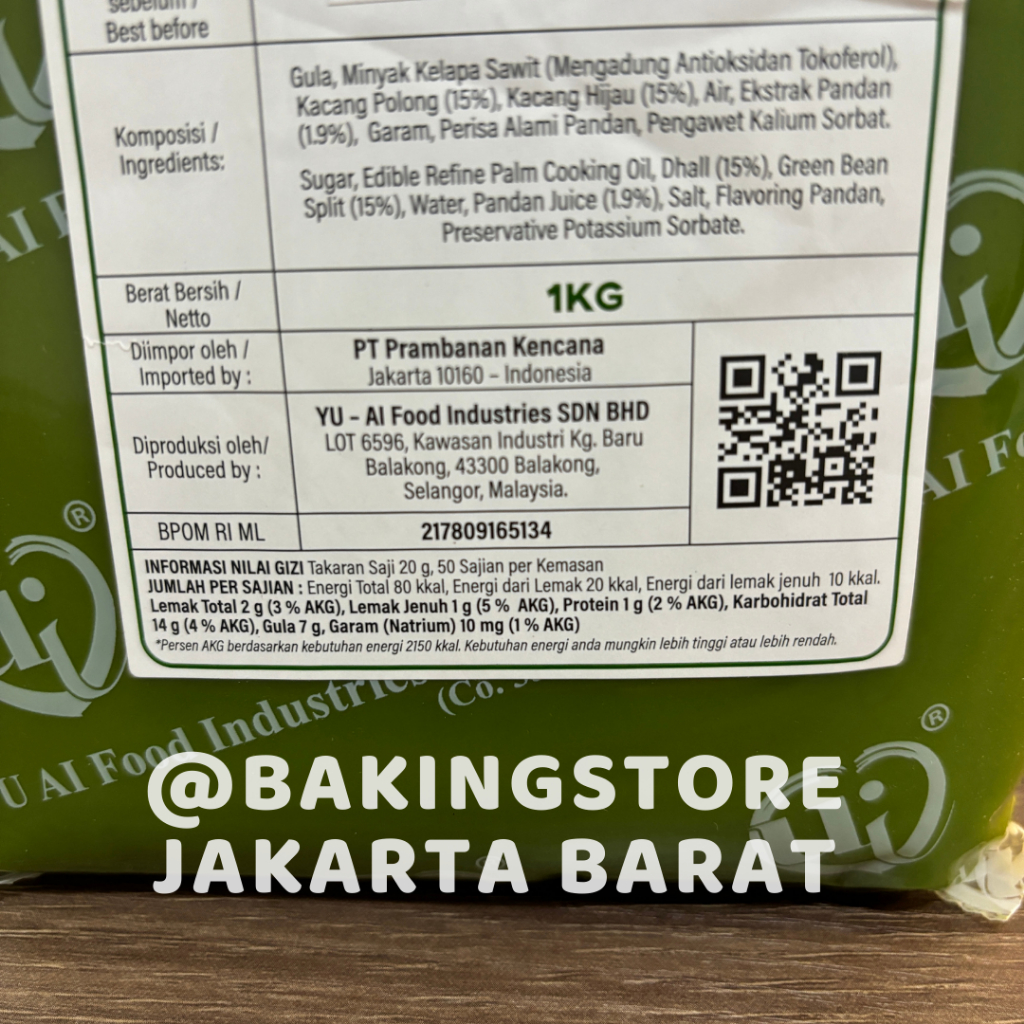 sebelum /
Best before
Komposisi /
Ingredients:
Gula, Minyak Kelapa Sawit (Mengadung Antioksidan Tokoferol),
Kacang Polong (15%), Kacang Hijau (15%), Air, Ekstrak Pandan
(1.9%), Garam, Perisa Alami Pandan, Pengawet Kalium Sorbat.
Sugar, Edible Refine Palm Cooking Oil, Dhall (15%), Green Bean
Split (15%), Water, Pandan Juice (1.9%), Salt, Flavoring Pandan,
Preservative Potassium Sorbate.
Berat Bersih /
Netto
1KG
Diimpor oleh /
Imported by :
PT Prambanan Kencana
Jakarta 10160 – Indonesia
Diproduksi oleh/
Produced by :
YU – AI Food Industries SDN BHD
LOT 6596, Kawasan Industri Kg. Baru
Balakong, 43300 Balakong,
Selangor, Malaysia.
BPOM RI ML
217809165134
INFORMASI NILAI GIZI Takaran Saji 20 g, 50 Sajian per Kemasan
JUMLAH PER SAJIAN : Energi Total 80 kkal, Energi dari Lemak 20 kkal, Energi dari lemak jenuh 10 kkal.
Lemak Total 2 g (3 % AKG), Lemak Jenuh 1 g (5 % AKG), Protein 1 g (2 % AKG), Karbohidrat Total
14 g (4 % AKG), Gula 7 g, Garam (Natrium) 10 mg (1 % AKG)
*Persen AKG berdasarkan kebutuhan energi 2150 kkal. Kebutuhan energi anda mungkin lebih tinggi atau lebih rendah.
U AI Food Industries
(Co.
@BAKINGSTORE
JAKARTA BARAT